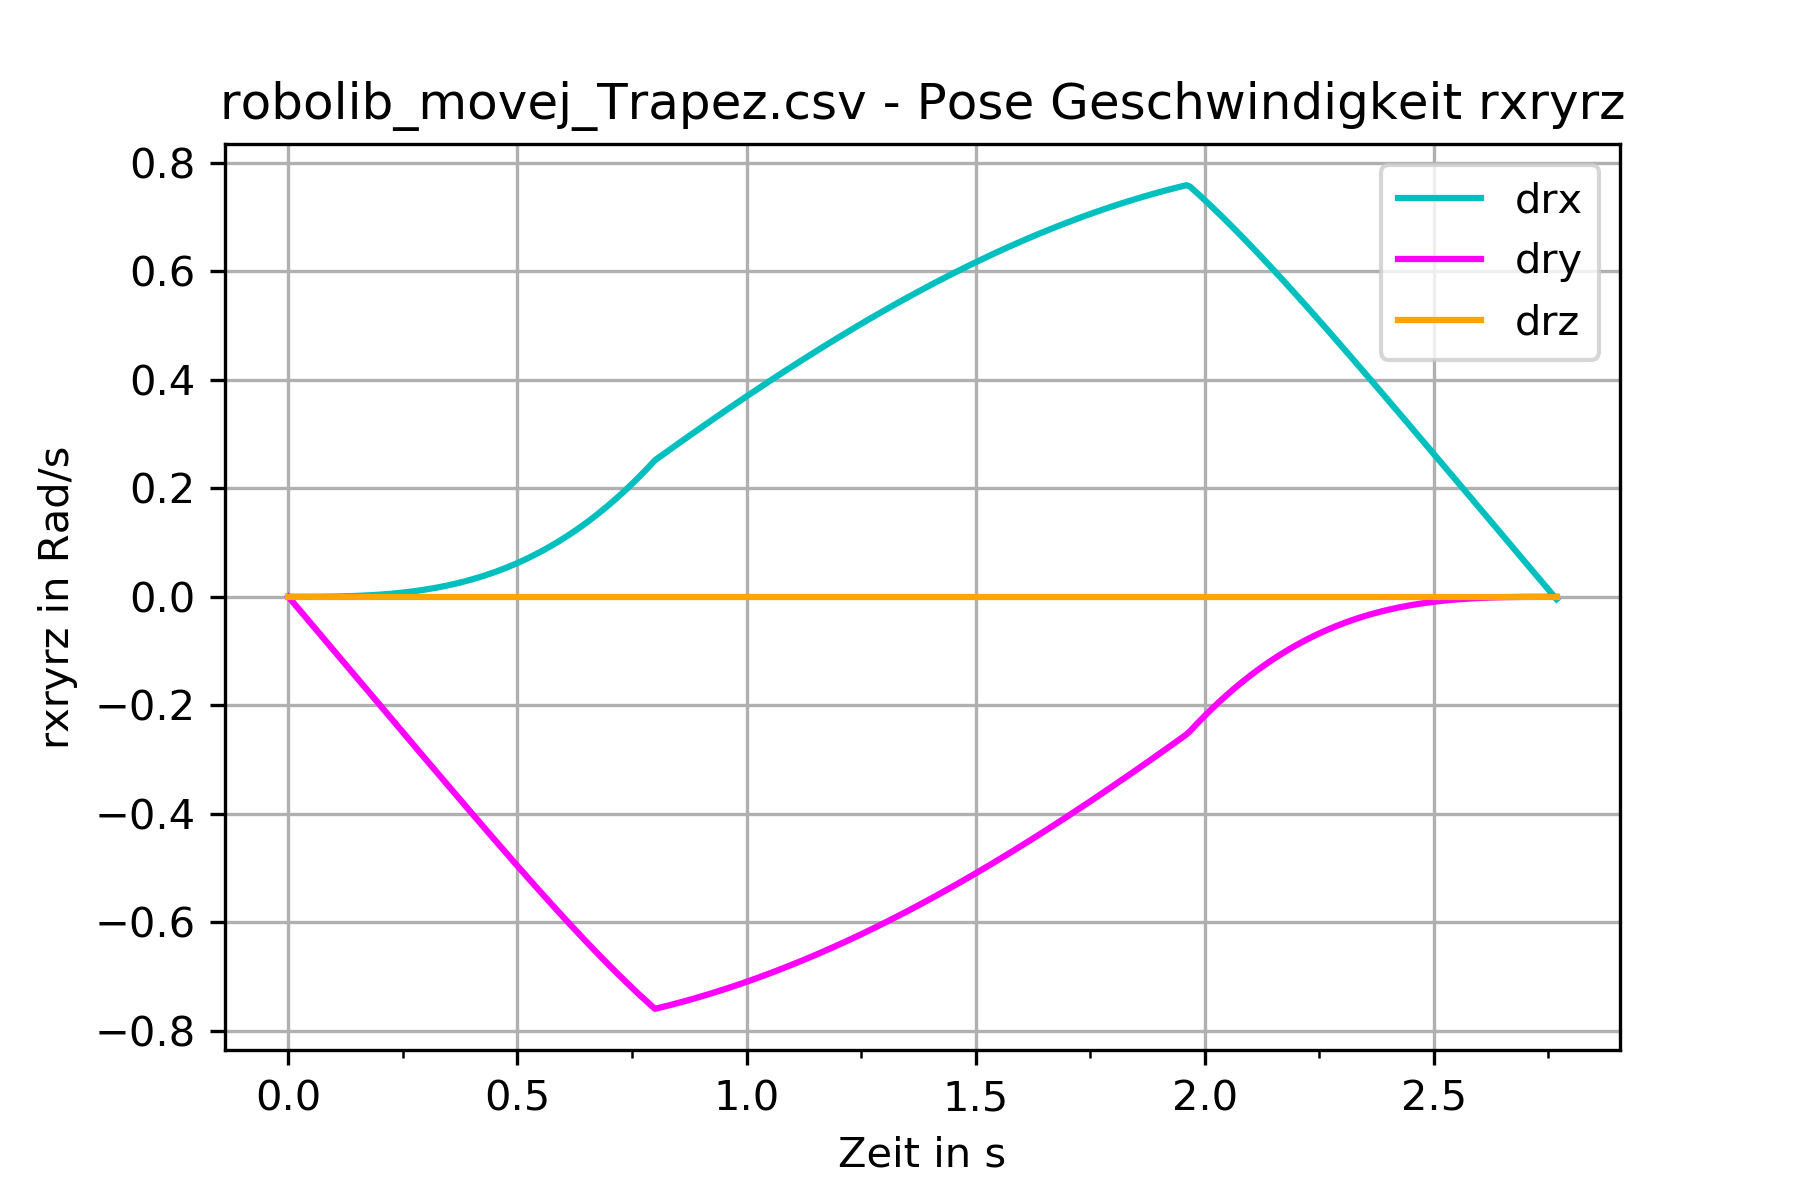 robolib_movej_Trapez.csv - Pose Geschwindigkeit rxryrz
0.8
0.6
0.4
0.2
0.0
−0.2
−0.4
−0.6
−0.8
rxryrz in Rad/s
drx
dry
drz
0.0 0.5 1.0 1.5 2.0 2.5
Zeit in s